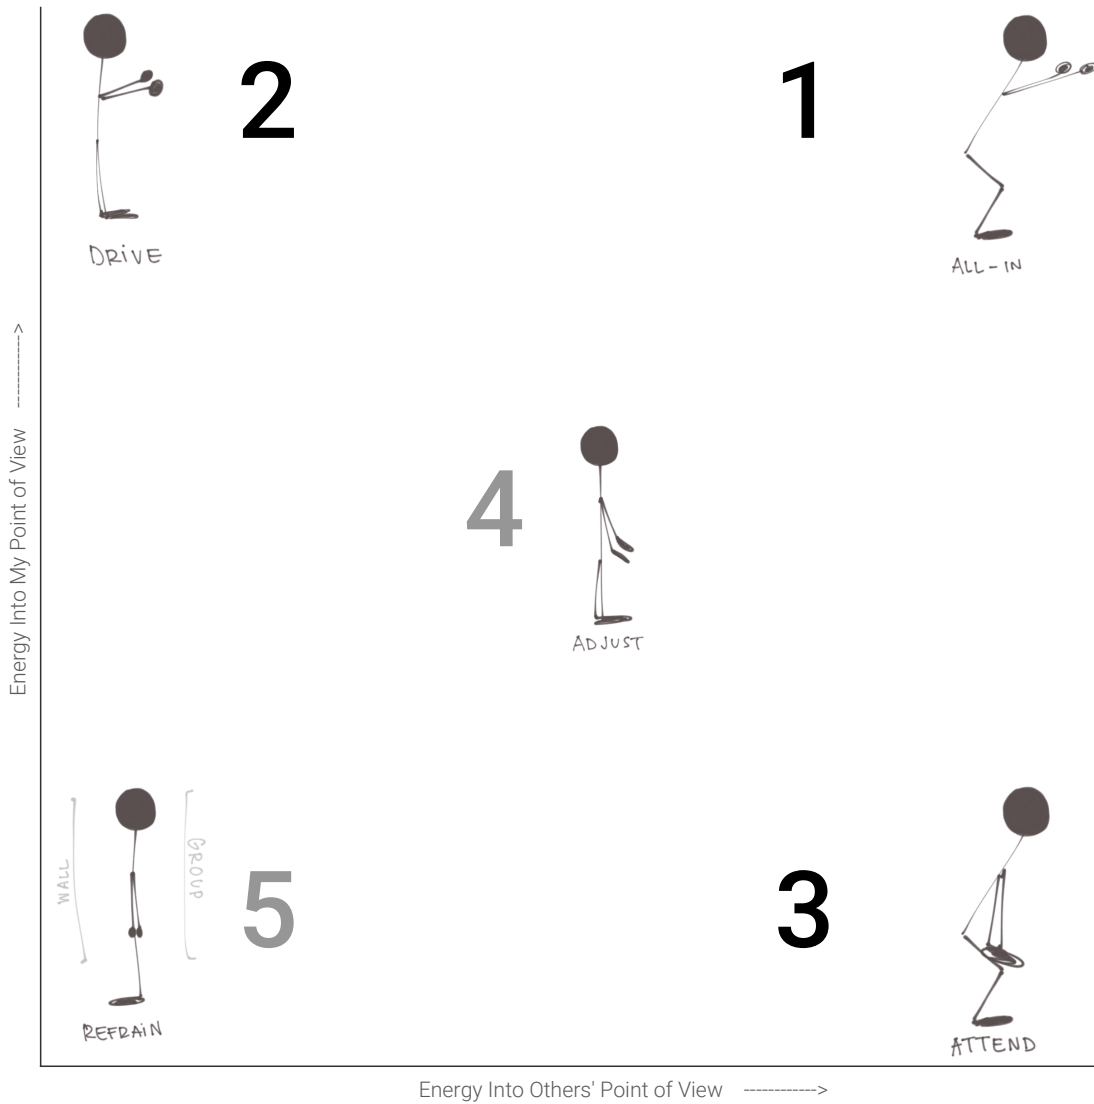 2
1
DRiVE
ALL-IN
Energy Into My Point of View ------------>
4
ADJUST
WALL
GROUP
5
3
REFRAiN
ATTEND
Energy Into Others' Point of View ------------>